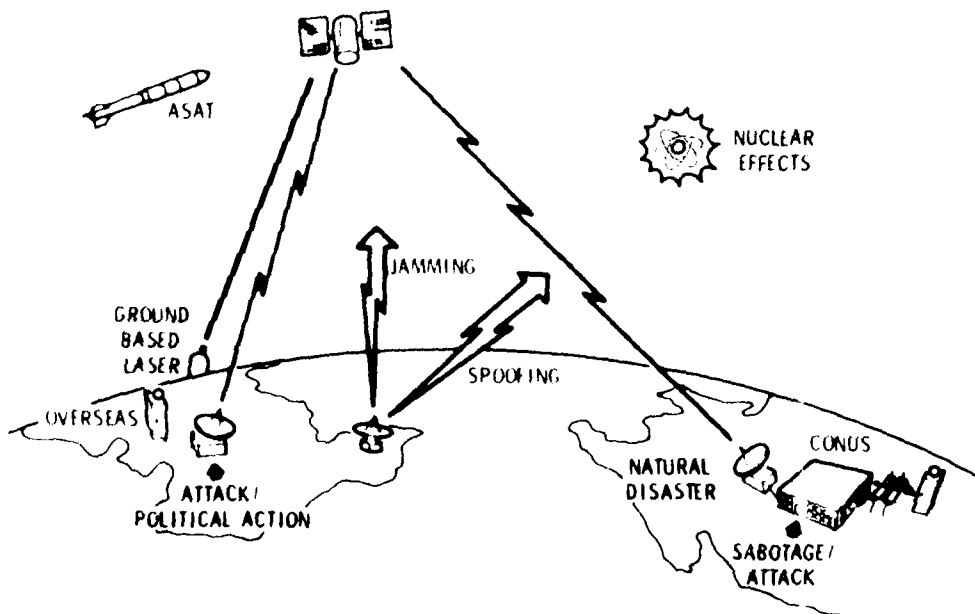 ASAT
NUCLEAR
EFFECTS
JAMMING
GROUND
BASED
LASER
SPOOFING
OVERSEAS
CONUS
NATURAL
DISASTER
ATTACK/
POLITICAL ACTION
SABOTAGE/
ATTACK